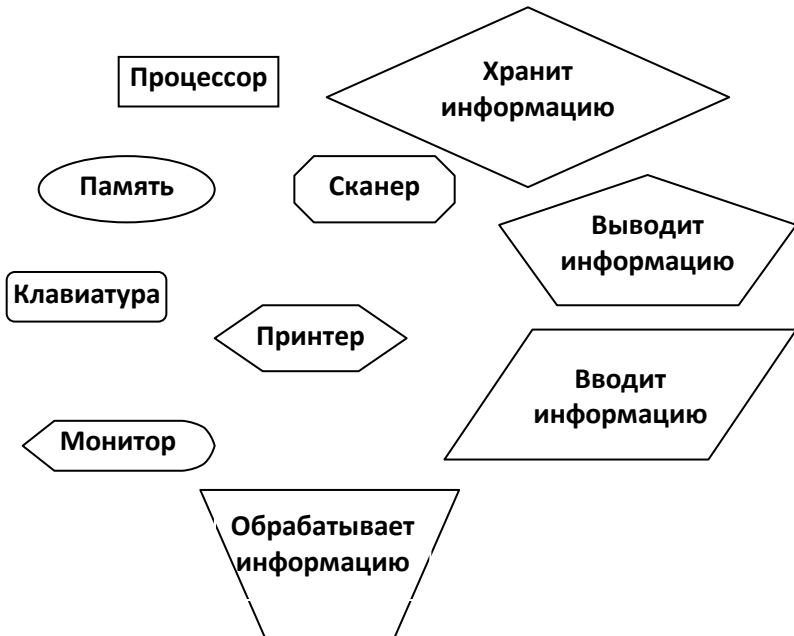 Процессор
Хранит
информацию
Память
Сканер
Выводит
информацию
Клавиатура
Принтер
Вводит
информацию
Монитор
Обрабатывает
информацию